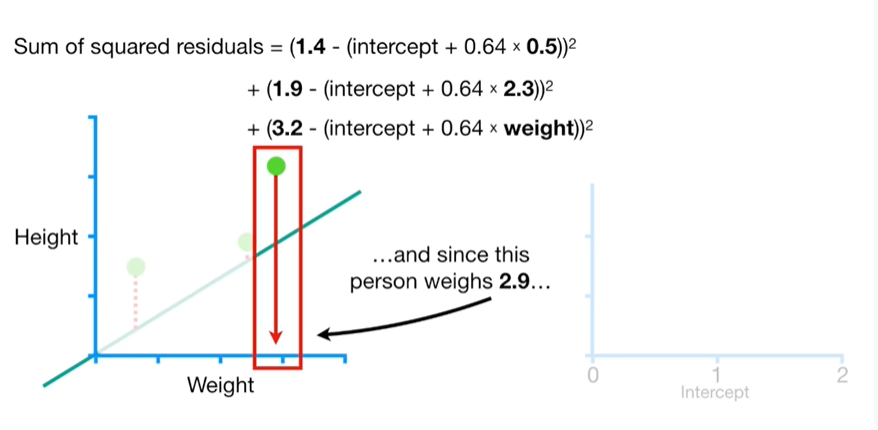 Sum of squared residuals = (1.4 - (intercept + 0.64 × 0.5))²
+ (1.9 - (intercept + 0.64 × 2.3))²
+ (3.2 - (intercept + 0.64 × weight))²
Height
...and since this
person weighs 2.9...
Weight
0
1
2
Intercept